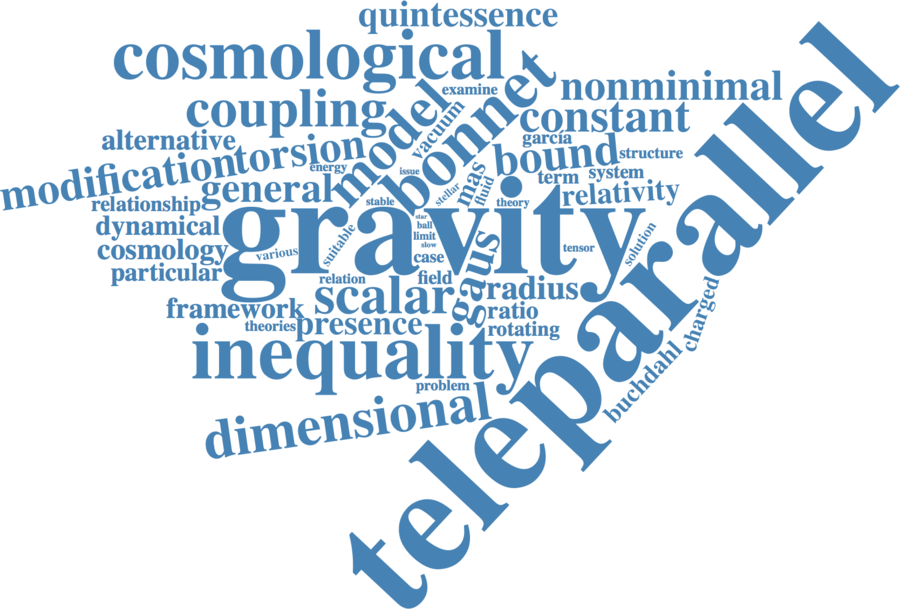 quintessence
cosmological
teleparallel
nonminimal
examine
model
bonnet
coupling
vacuum
constant
alternative
garcía
torsion
bound
structure
modification
energy
issue
mas
term
system
general
stellar
fluid
relativity
relationship
stable
theory
gravity
star
ball
limit
slow
dynamical
suitable
various
cosmology
tensor
solution
case
particular
relation
field
gaus
scalar
radius
charged
framework
ratio
theories
presence
rotating
inequality
buchdahl
problem
dimensional